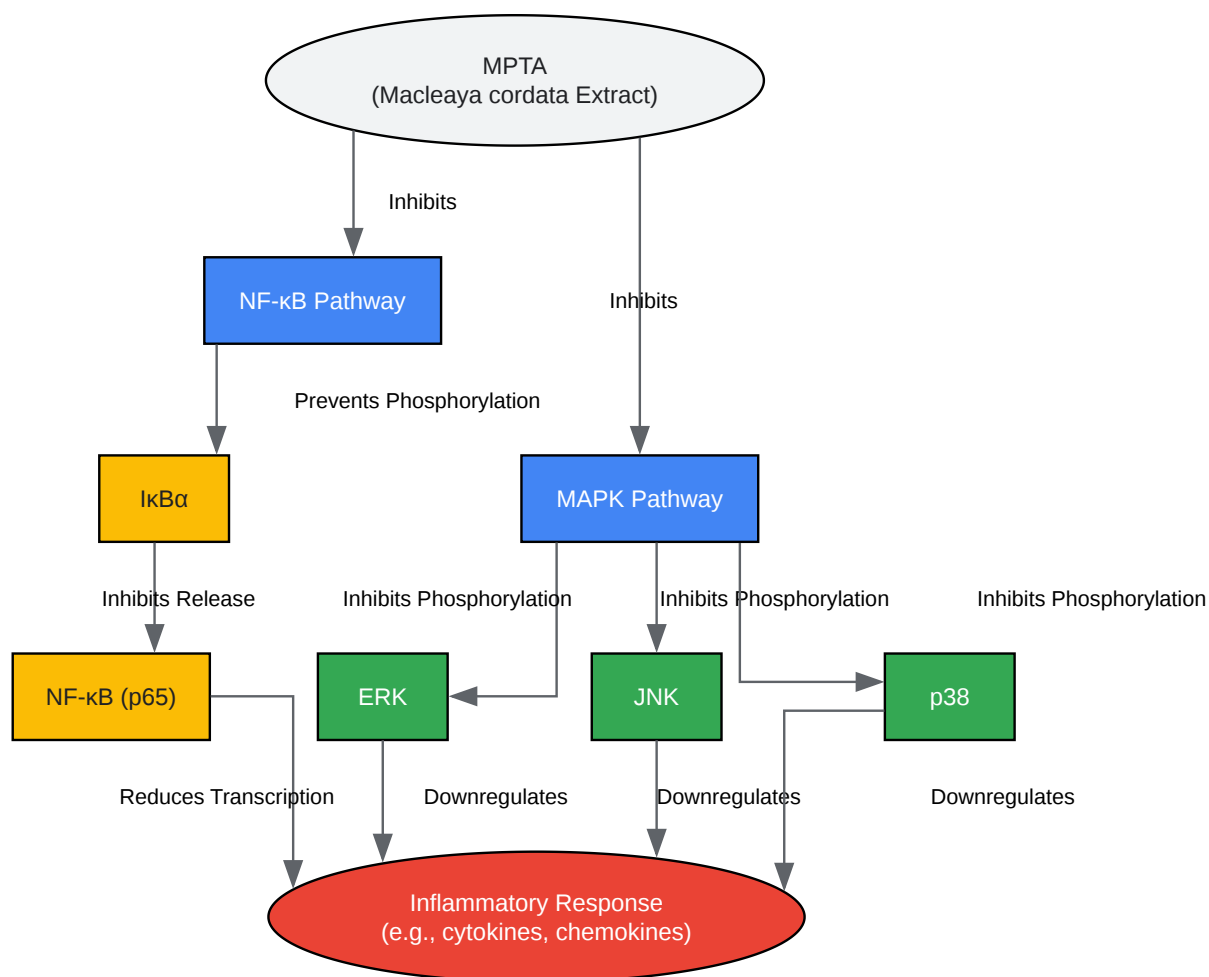 MPTA
(Macleaya cordata Extract)
Inhibits
NF-κB Pathway
Inhibits
Prevents Phosphorylation
IκBα
MAPK Pathway
Inhibits Release
Inhibits Phosphorylation
Inhibits Phosphorylation
Inhibits Phosphorylation
NF-κB (p65)
ERK
JNK
p38
Reduces Transcription
Downregulates
Downregulates
Downregulates
Inflammatory Response
(e.g., cytokines, chemokines)